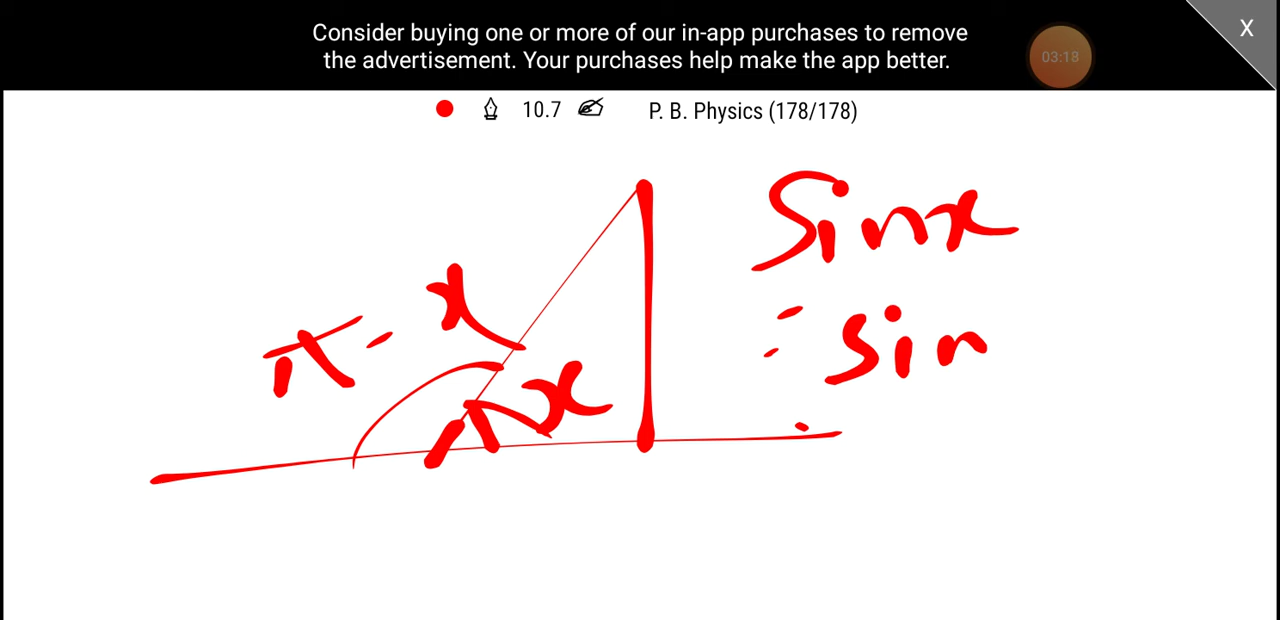 Consider buying one or more of our in-app purchases to remove
the advertisement. Your purchases help make the app better.
X
03:18
10.7 P. B. Physics (178/178)
Sinx
= Sin
π - x
x